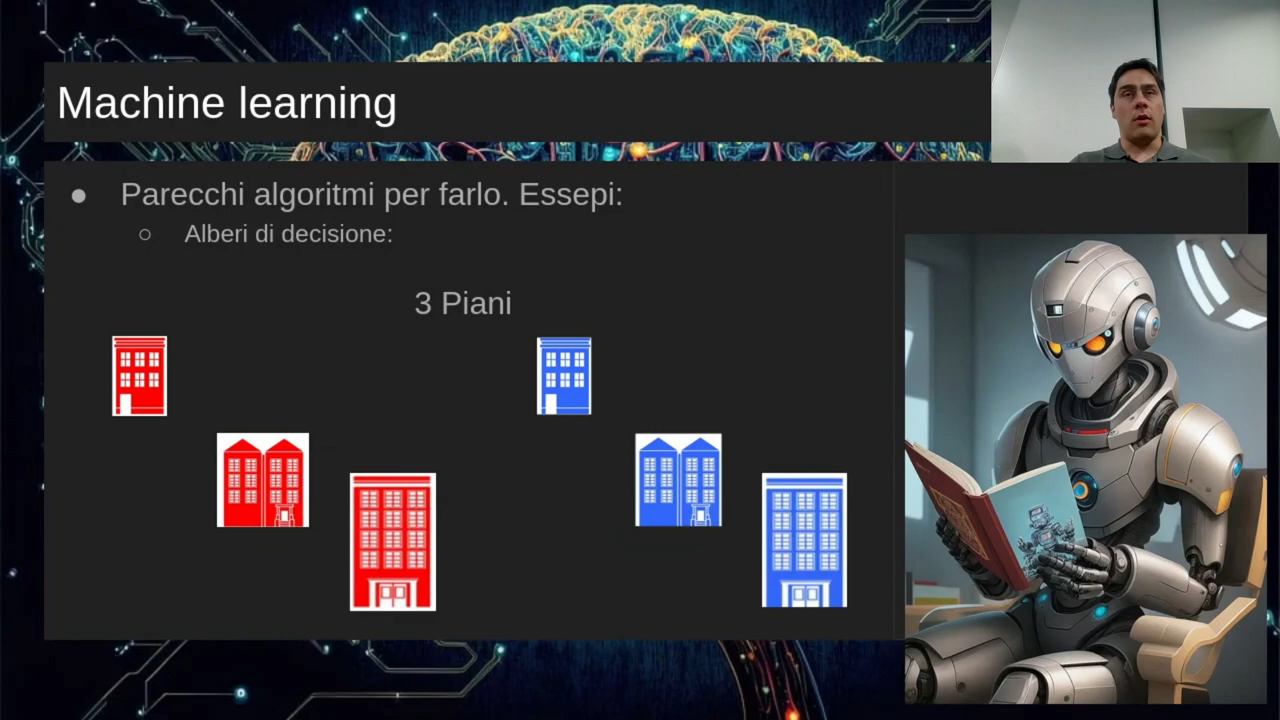 Machine learning
Parecchi algoritmi per farlo. Essepi:
Alberi di decisione:
3 Piani